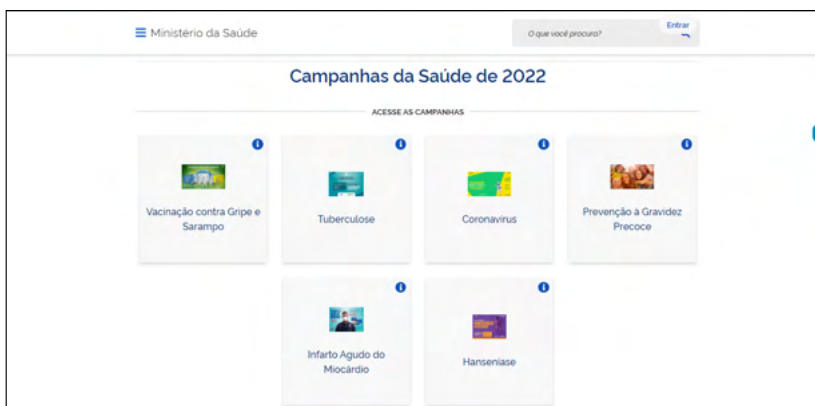 Ministério da Saúde
O que você procura?
Entrar
Campanhas da Saúde de 2022
ACESSE AS CAMPANHAS
Vacinação contra Gripe e
Sarampo
Tuberculose
Coronavírus
Prevenção à Gravidez
Precoce
Infarto Agudo do
Miocárdio
Hanseníase